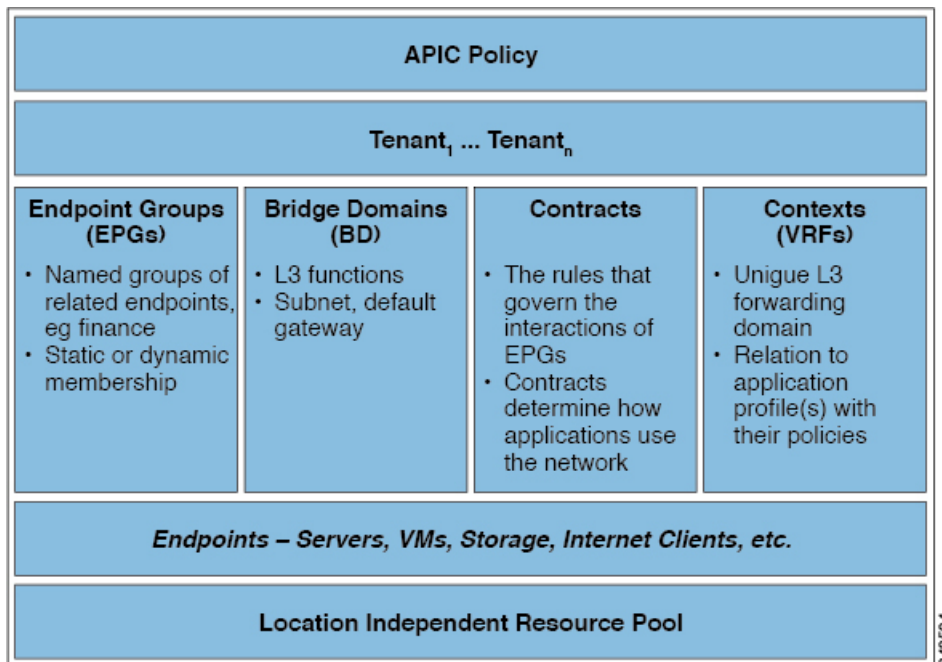 APIC Policy
Tenant1 ... Tenantn
Endpoint Groups
(EPGs)
• Named groups of
related endpoints,
eg finance
• Static or dynamic
membership
Bridge Domains
(BD)
• L3 functions
• Subnet, default
gateway
Contracts
• The rules that
govern the
interactions of
EPGs
• Contracts
determine how
applications use
the network
Contexts
(VRFs)
• Unigue L3
forwarding
domain
• Relation to
application
profile(s) with
their policies
Endpoints – Servers, VMs, Storage, Internet Clients, etc.
Location Independent Resource Pool